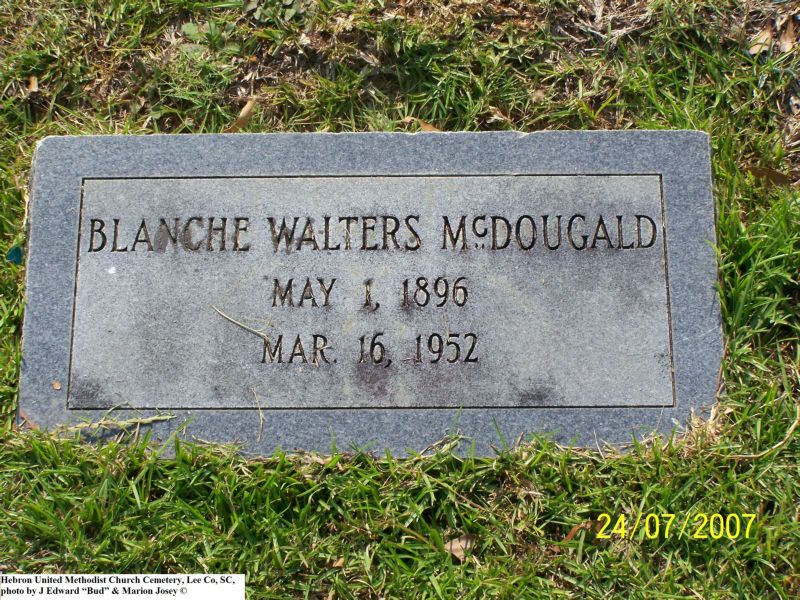 BLANCHE WALTERS McDOUGALD
MAY 1, 1896
MAR. 16, 1952
24/07/2007
Hebron United Methodist Church Cemetery, Lee Co, SC,
photo by J Edward “Bud” & Marion Josey ©